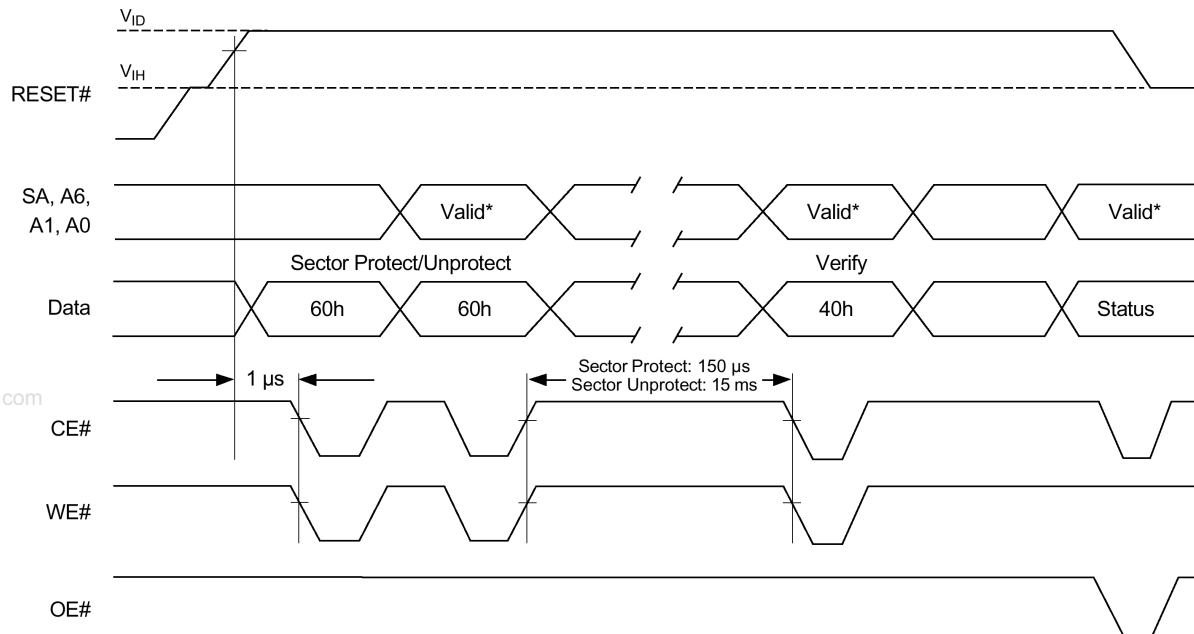 VID
VIH
RESET#
SA, A6,
A1, A0
Valid*
Valid*
Valid*
Sector Protect/Unprotect
Verify
Data
60h
60h
40h
Status
1 µs
Sector Protect: 150 µs
Sector Unprotect: 15 ms
com
CE#
WE#
OE#